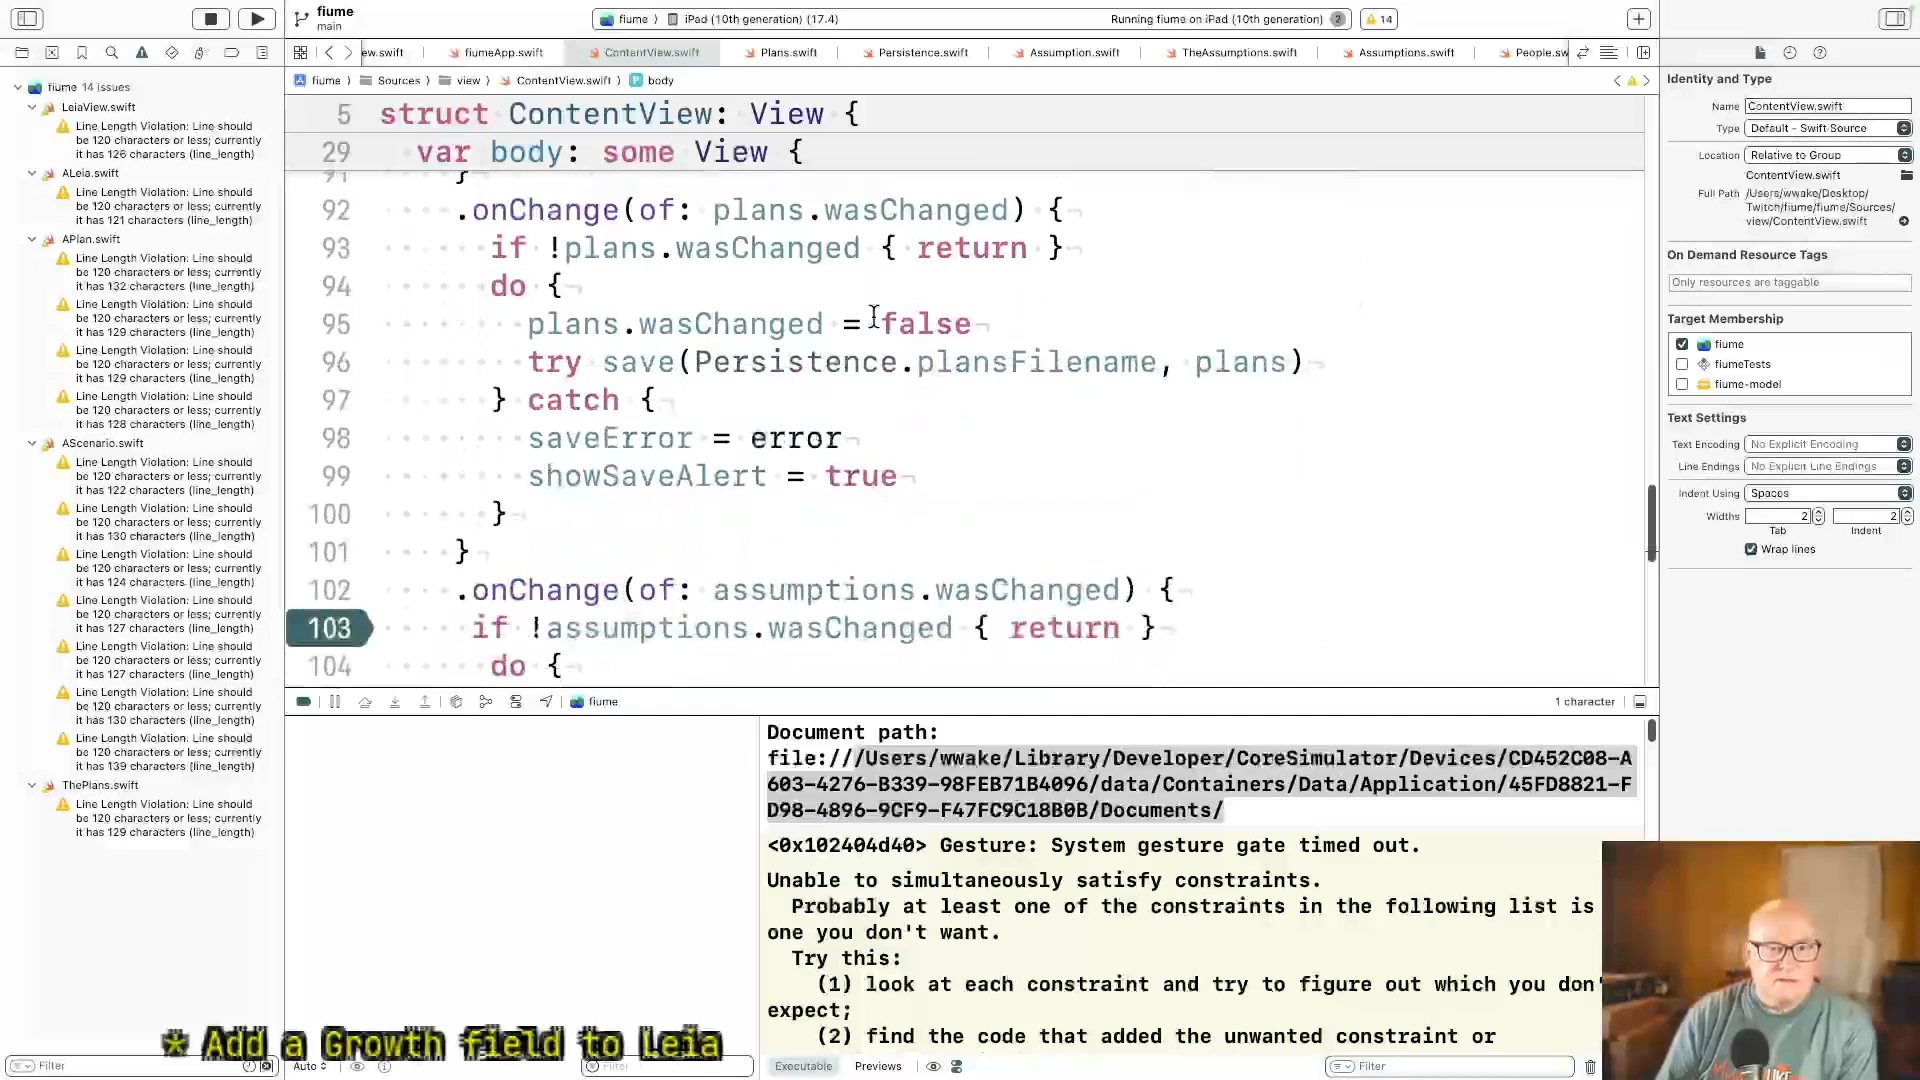 fiume
main
fiume
iPad (10th generation) (17.4)
Running fiume on iPad (10th generation)
2
14
ew.swift
fiumeApp.swift
ContentView.swift
Plans.swift
Persistence.swift
Assumption.swift
TheAssumptions.swift
Assumptions.swift
People.sw
fiume
Sources
view
ContentView.swift
body
fiume 14 issues
LeiaView.swift
Line Length Violation: Line should
be 120 characters or less; currently
it has 126 characters (line_length)
ALeia.swift
Line Length Violation: Line should
be 120 characters or less; currently
it has 121 characters (line_length)
APlan.swift
Line Length Violation: Line should
be 120 characters or less; currently
it has 132 characters (line_length)
Line Length Violation: Line should
be 120 characters or less; currently
it has 129 characters (line_length)
Line Length Violation: Line should
be 120 characters or less; currently
it has 129 characters (line_length)
Line Length Violation: Line should
be 120 characters or less; currently
it has 128 characters (line_length)
AScenario.swift
Line Length Violation: Line should
be 120 characters or less; currently
it has 122 characters (line_length)
Line Length Violation: Line should
be 120 characters or less; currently
it has 130 characters (line_length)
Line Length Violation: Line should
be 120 characters or less; currently
it has 124 characters (line_length)
Line Length Violation: Line should
be 120 characters or less; currently
it has 127 characters (line_length)
Line Length Violation: Line should
be 120 characters or less; currently
it has 127 characters (line_length)
Line Length Violation: Line should
be 120 characters or less; currently
it has 130 characters (line_length)
Line Length Violation: Line should
be 120 characters or less; currently
it has 139 characters (line_length)
ThePlans.swift
Line Length Violation: Line should
be 120 characters or less; currently
it has 129 characters (line_length)
Filter
5 struct ContentView: View {
29 var body: some View {
91 }
92 .onChange(of: plans.wasChanged) {
93 if !plans.wasChanged { return }
94 do {
95 plans.wasChanged = false
96 try save(Persistence.plansFilename, plans)
97 } catch {
98 saveError = error
99 showSaveAlert = true
100 }
101 }
102 .onChange(of: assumptions.wasChanged) {
103 if !assumptions.wasChanged { return }
104 do {
fiume
1 character
Document path:
file:///Users/wwake/Library/Developer/CoreSimulator/Devices/CD452C08-A
603-4276-B339-98FEB71B4096/data/Containers/Data/Application/45FD8821-F
D98-4896-9CF9-F47FC9C18B0B/Documents/
<0x102404d40> Gesture: System gesture gate timed out.
Unable to simultaneously satisfy constraints.
Probably at least one of the constraints in the following list is
one you don't want.
Try this:
(1) look at each constraint and try to figure out which you don'
expect;
(2) find the code that added the unwanted constraint or
* Add a Growth field to Leia
Auto
Filter
Executable
Previews
Filter
Identity and Type
Name ContentView.swift
Type Default - Swift Source
Location Relative to Group
ContentView.swift
Full Path /Users/wwake/Desktop/
Twitch/fiume/fiume/Sources/
view/ContentView.swift
On Demand Resource Tags
Only resources are taggable
Target Membership
fiume
fiumeTests
fiume-model
Text Settings
Text Encoding No Explicit Encoding
Line Endings No Explicit Line Endings
Indent Using Spaces
Widths 2 2
Tab Indent
Wrap lines